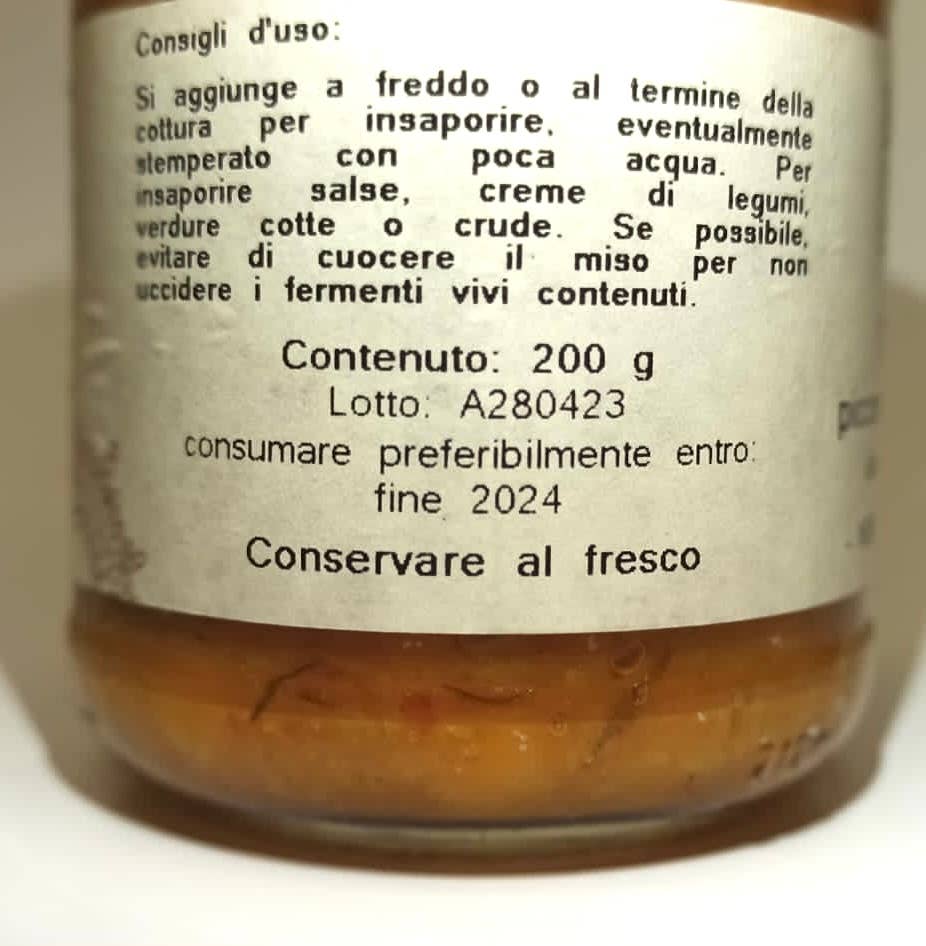 Consigli d'uso:
Si aggiunge a freddo o al termine della
cottura per insaporire, eventualmente
stemperato con poca acqua. Per
insaporire salse, creme di legumi,
verdure cotte o crude. Se possibile,
evitare di cuocere il miso per non
uccidere i fermenti vivi contenuti.
Contenuto: 200 g
Lotto: A280423
consumare preferibilmente entro:
fine 2024
Conservare al fresco